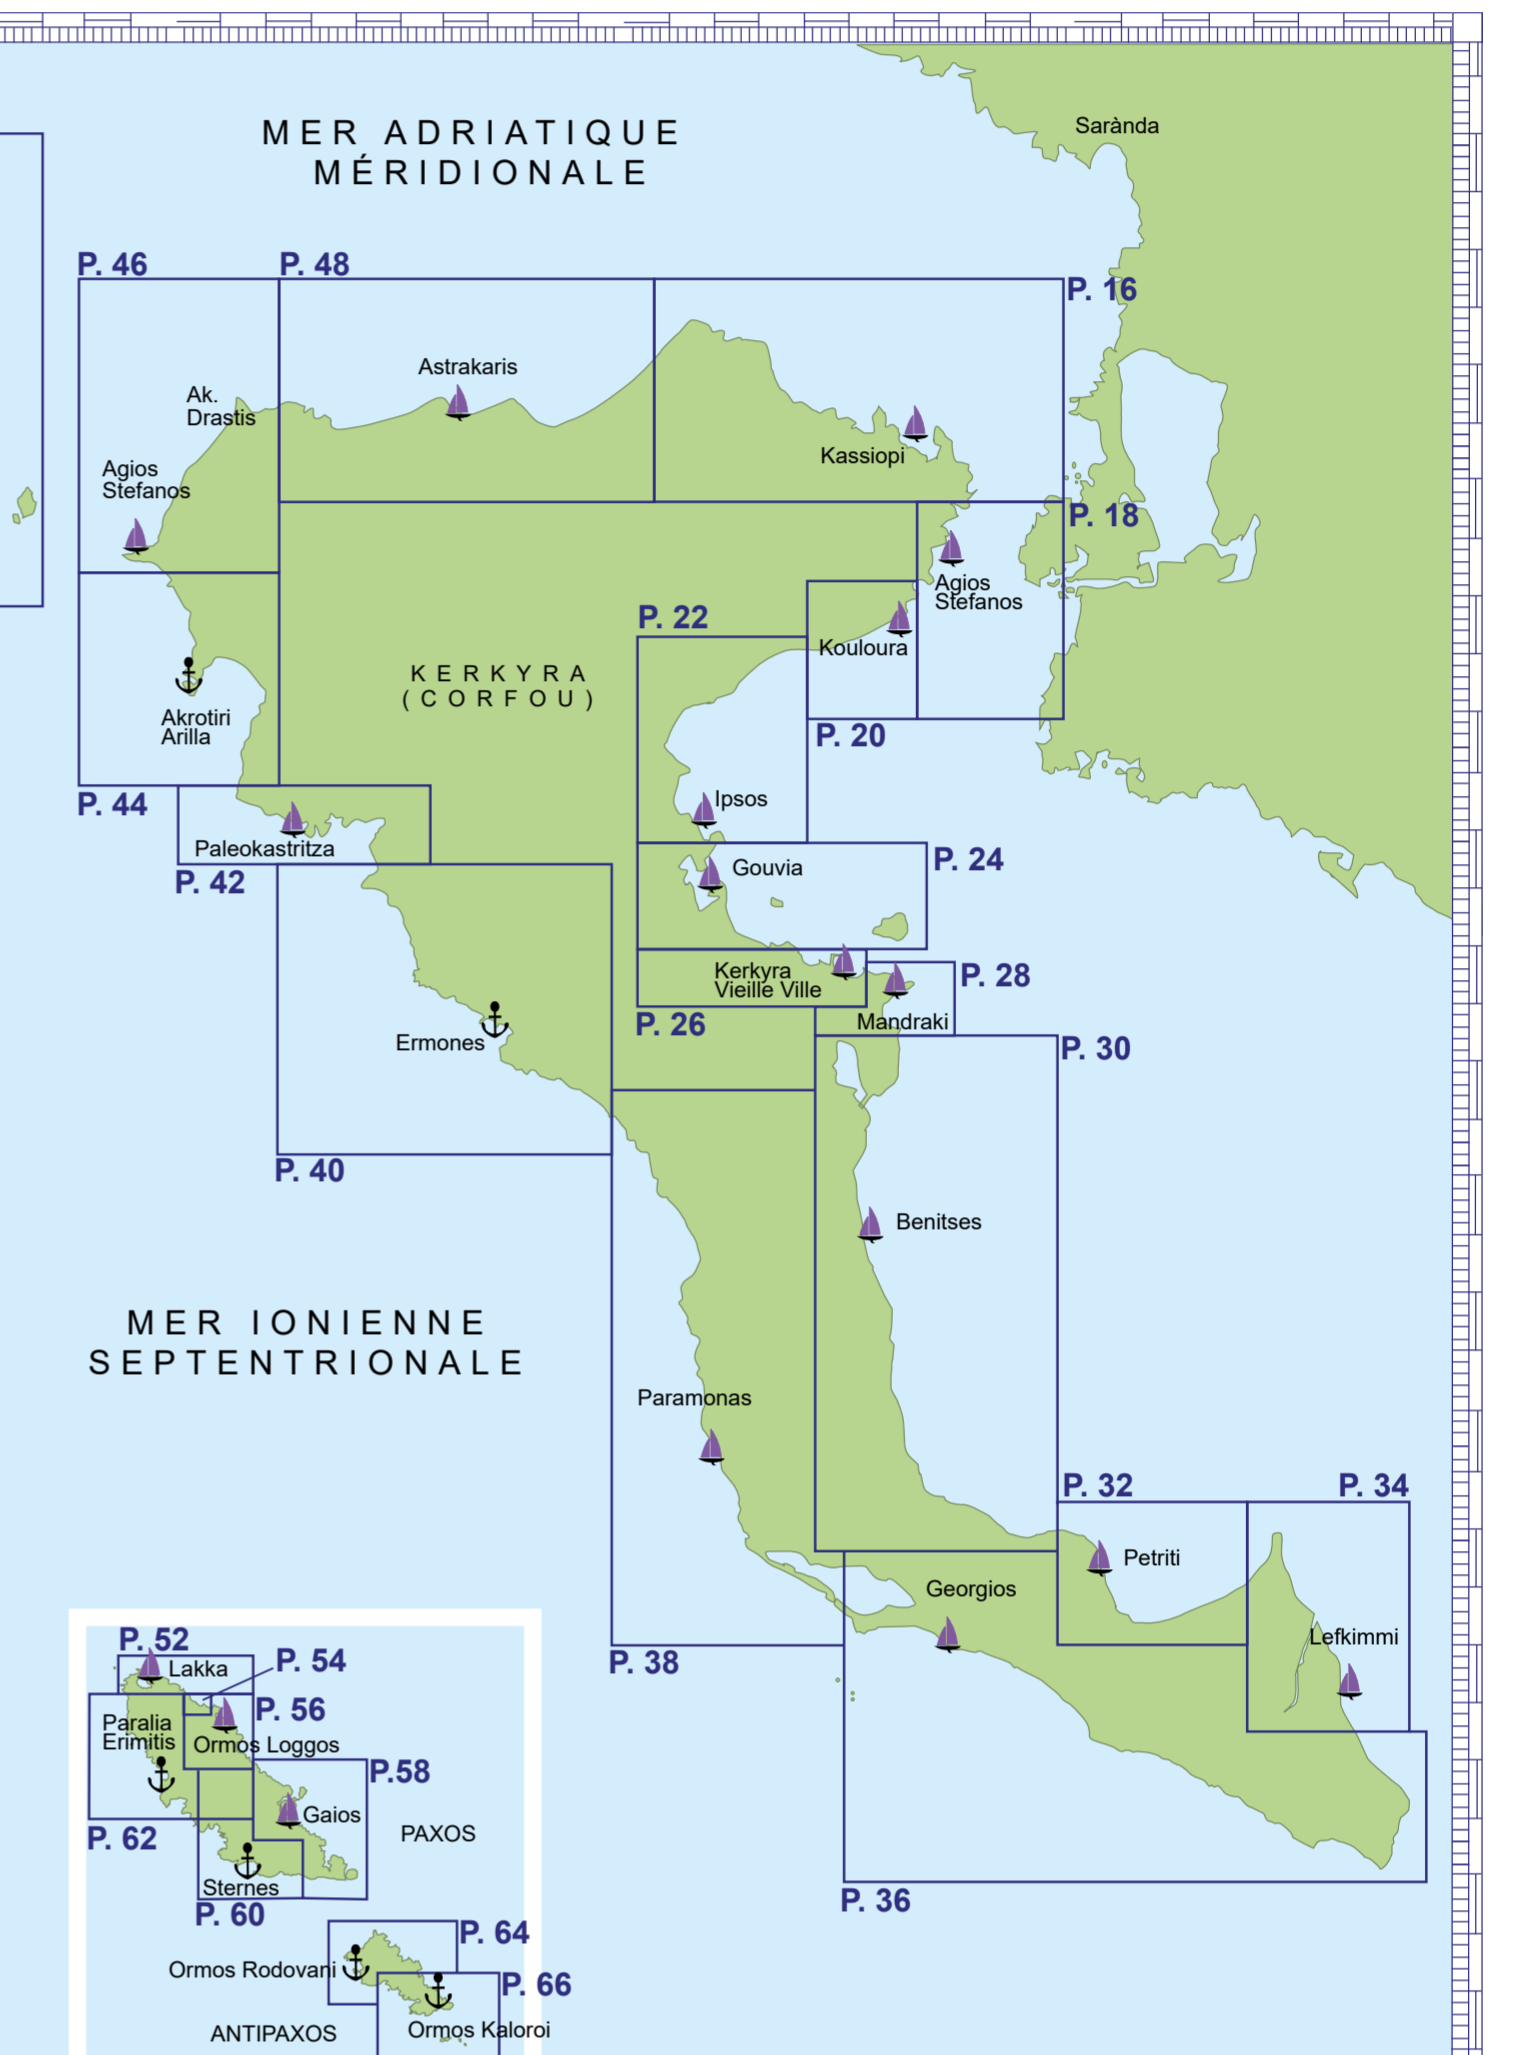 MER ADRIATIQUE
MÉRIDIONALE
Sarànda
P. 46
P. 48
P. 16
Astrakaris
Ak.
Drastis
Kassiopi
Agios
Stefanos
P. 18
Agios
Stefanos
P. 22
Kouloura
KERKYRA
(CORFOU)
Akrotiri
Arilla
P. 20
P. 44
Ipsos
Paleokastritza
P. 42
Gouvia
P. 24
Kerkyra
Vieille Ville
P. 28
P. 26
Mandraki
Ermones
P. 30
P. 40
Benitses
MER IONIENNE
SEPTENTRIONALE
Paramonas
P. 32
P. 34
Petriti
Georgios
Lefkimmi
P. 38
P. 52
Lakka
P. 54
P. 56
Paralia
Erimitis
Ormos Loggos
P.58
Gaios
PAXOS
P. 62
Sternes
P. 60
P. 36
P. 64
Ormos Rodovani
P. 66
ANTIPAXOS
Ormos Kaloroi